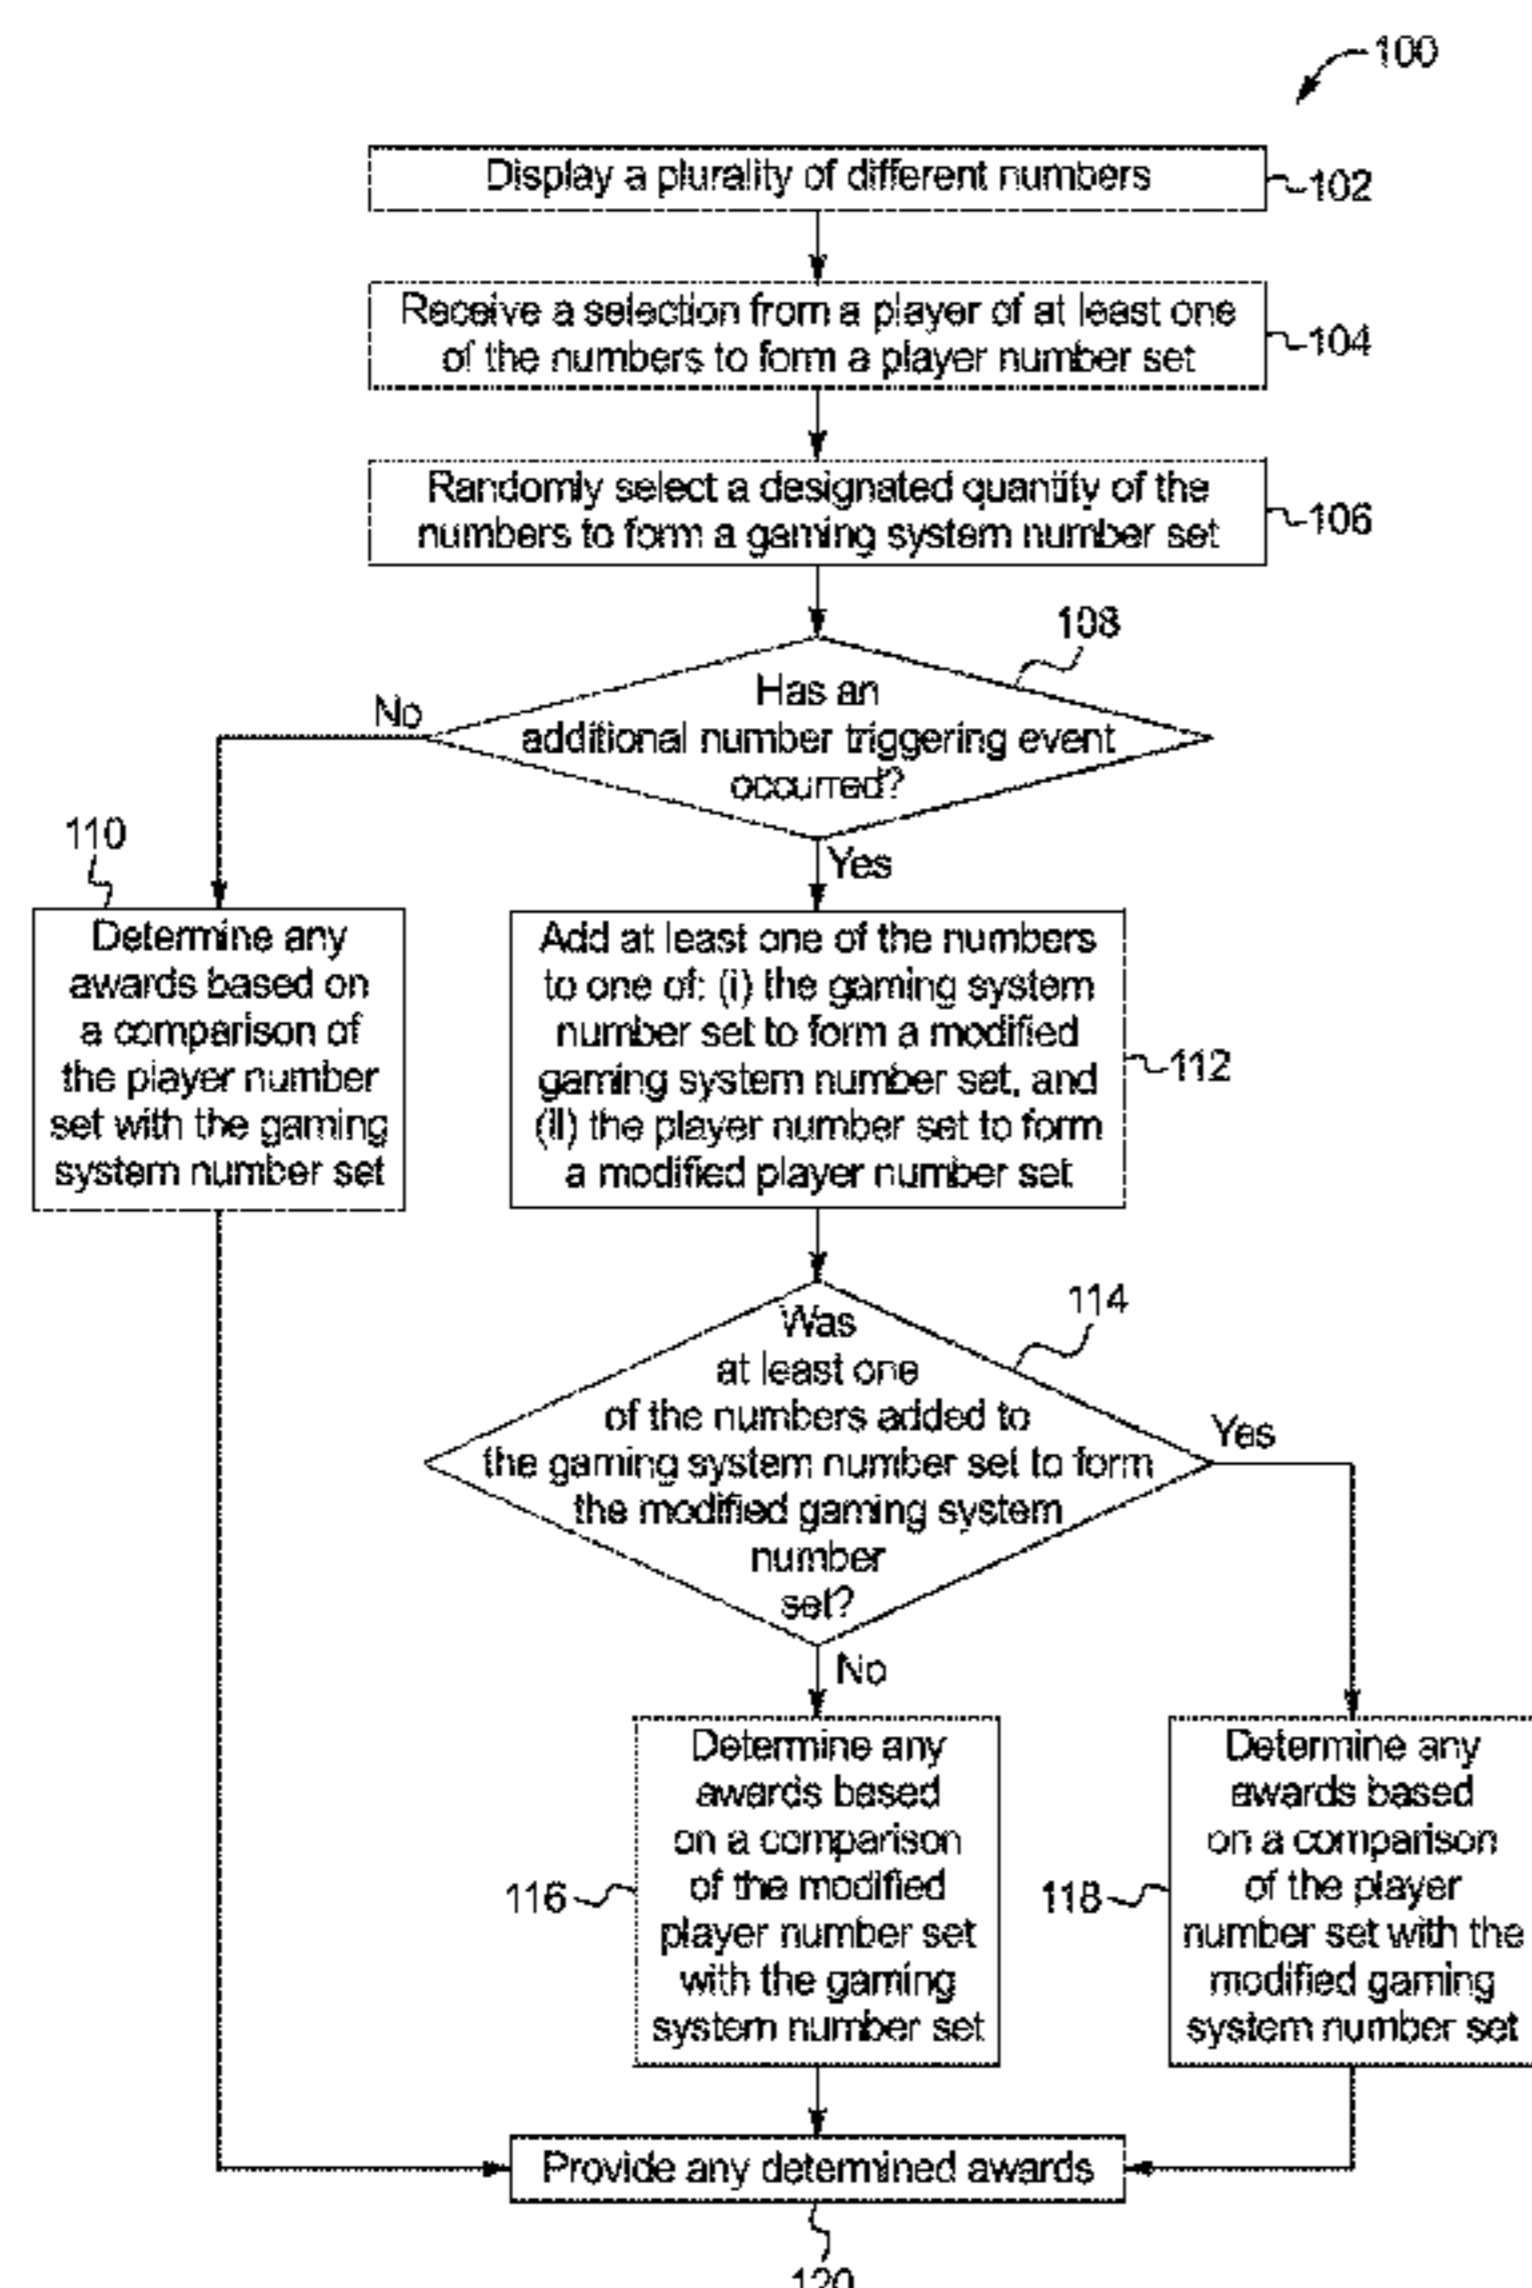 100
Display a plurality of different numbers
102
Receive a selection from a player of at least one
of the numbers to form a player number set
104
Randomly select a designated quantity of the
numbers to form a gaming system number set
106
108
Has an
additional number triggering event
occurred?
No
Yes
110
Determine any
awards based on
a comparison of
the player number
set with the gaming
system number set
Add at least one of the numbers
to one of: (i) the gaming system
number set to form a modified
gaming system number set, and
(ii) the player number set to form
a modified player number set
112
114
Was
at least one
of the numbers added to
the gaming system number set to form
the modified gaming system
number
set?
Yes
No
116
Determine any
awards based
on a comparison
of the modified
player number set
with the gaming
system number set
118
Determine any
awards based
on a comparison
of the player
number set with the
modified gaming
system number set
Provide any determined awards
120